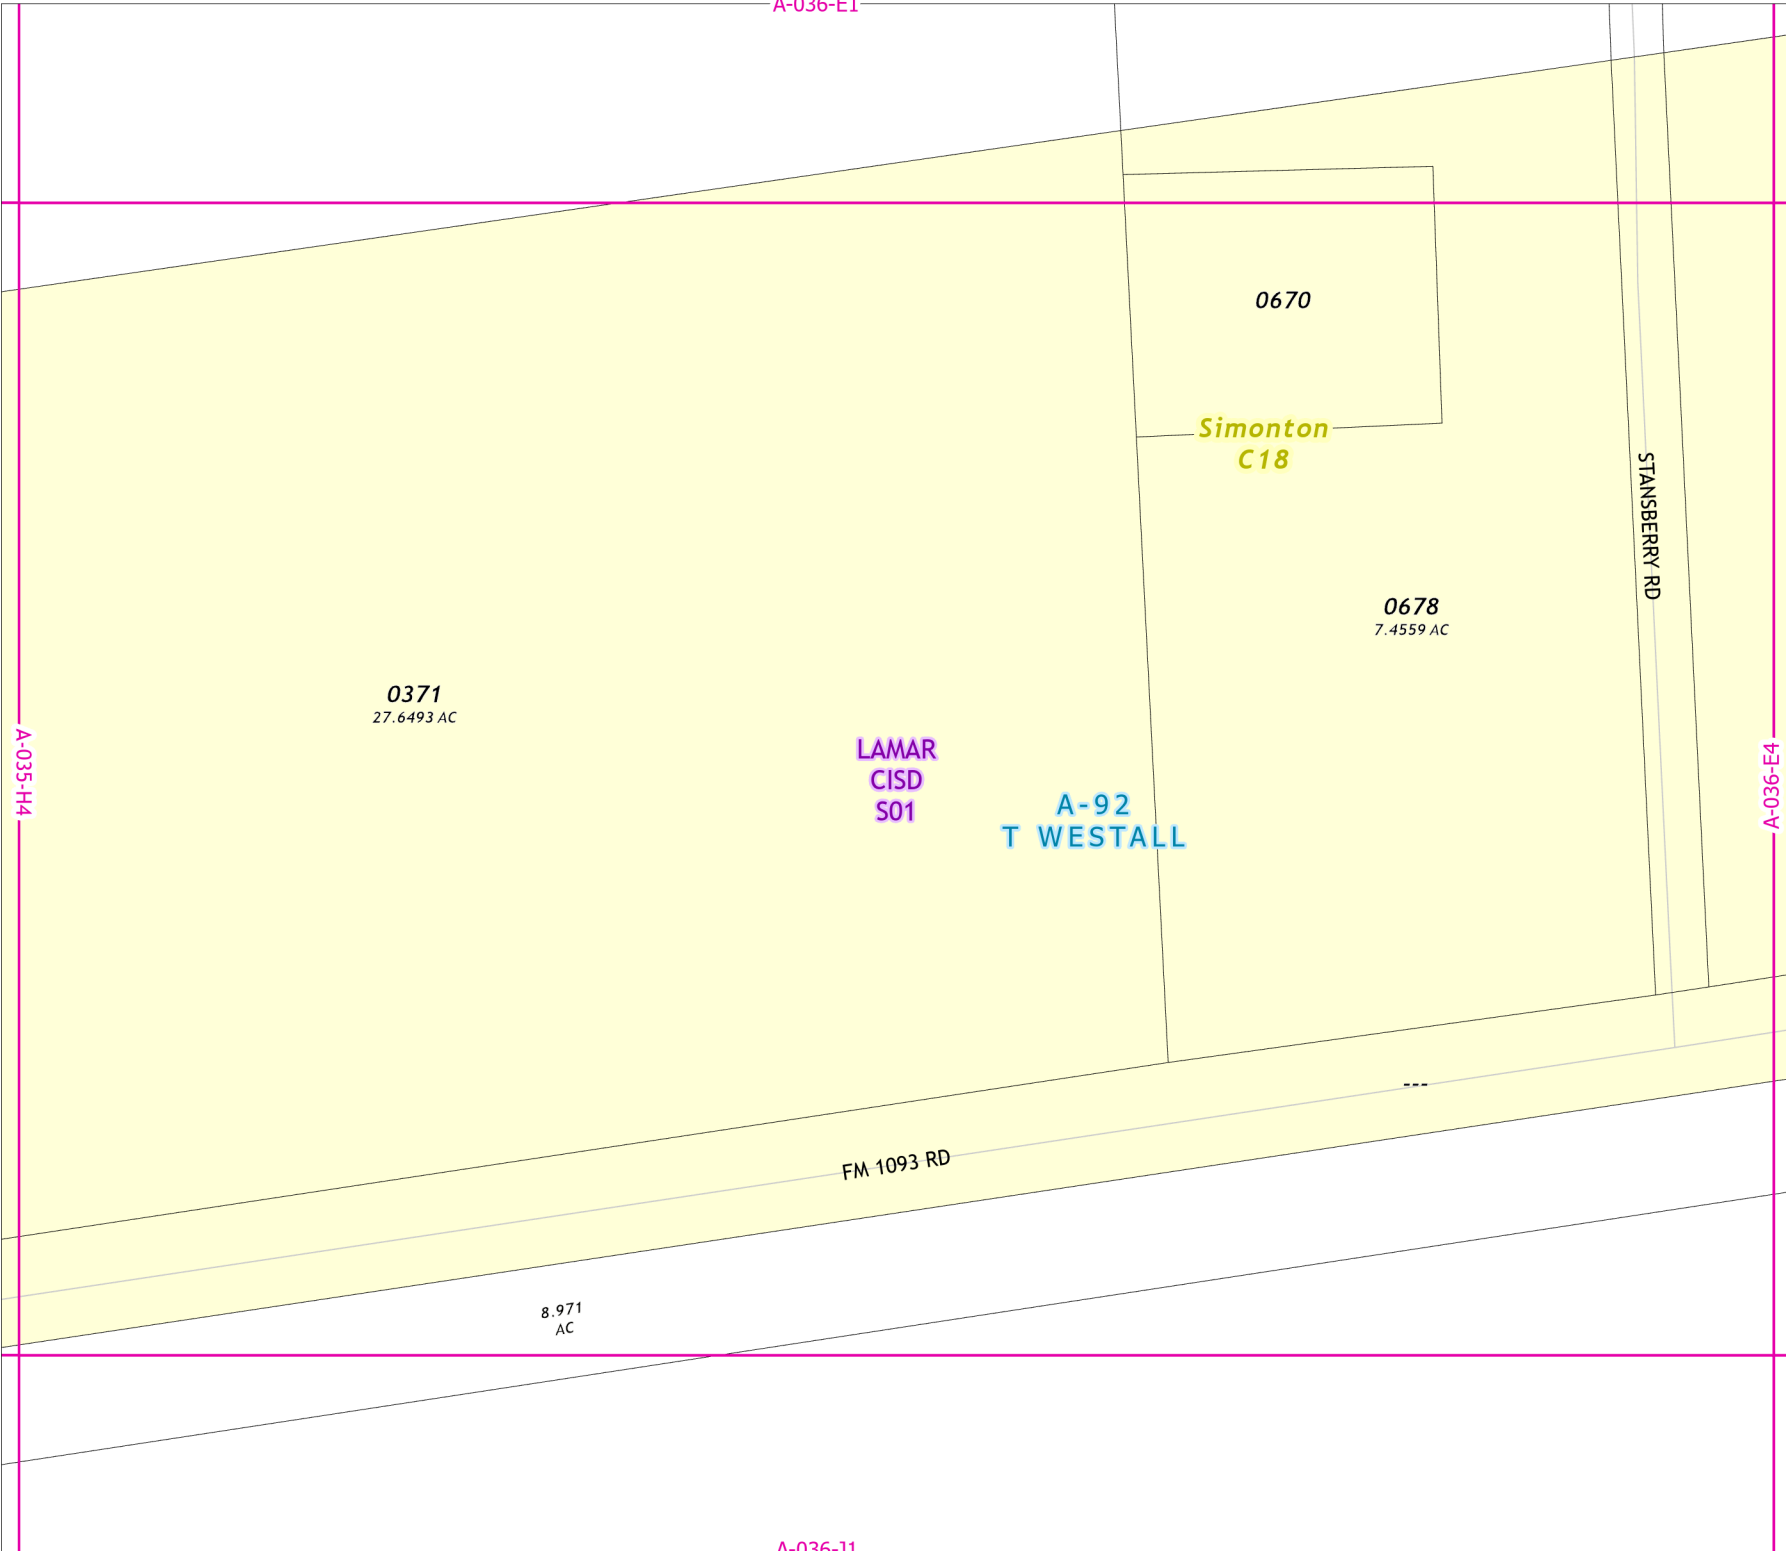 A-036-E1
0670
Simonton
C18
STANSBERRY RD
0678
7.4559 AC
0371
27.6493 AC
LAMAR
CISD
S01
A-035-H4
A-036-E4
A-92
T WESTALL
---
FM 1093 RD
8.971
AC
A-036-J1